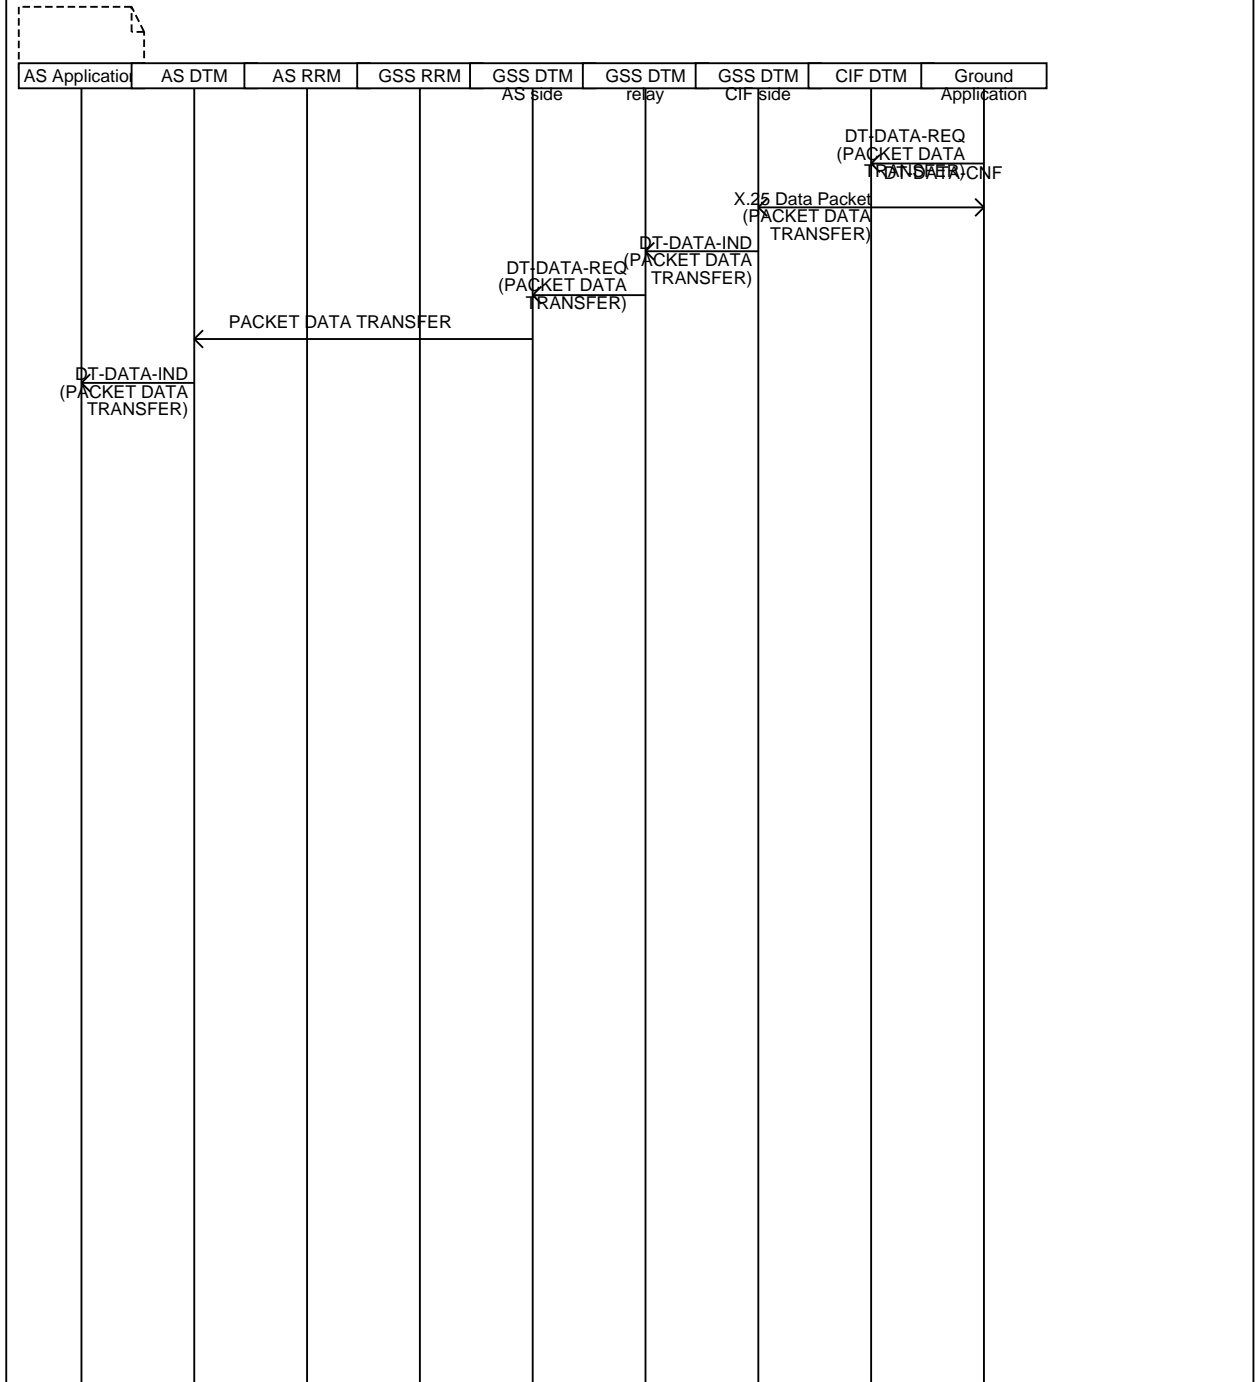 AS Application
AS DTM
AS RRM
GSS RRM
GSS DTM
AS side
GSS DTM
relay
GSS DTM
CIF side
CIF DTM
Ground
Application
DT-DATA-REQ
(PACKET DATA
TRANSFER)
DT-DATA-CNF
X.25 Data Packet
(PACKET DATA
TRANSFER)
DT-DATA-IND
(PACKET DATA
TRANSFER)
DT-DATA-REQ
(PACKET DATA
TRANSFER)
PACKET DATA TRANSFER
DT-DATA-IND
(PACKET DATA
TRANSFER)